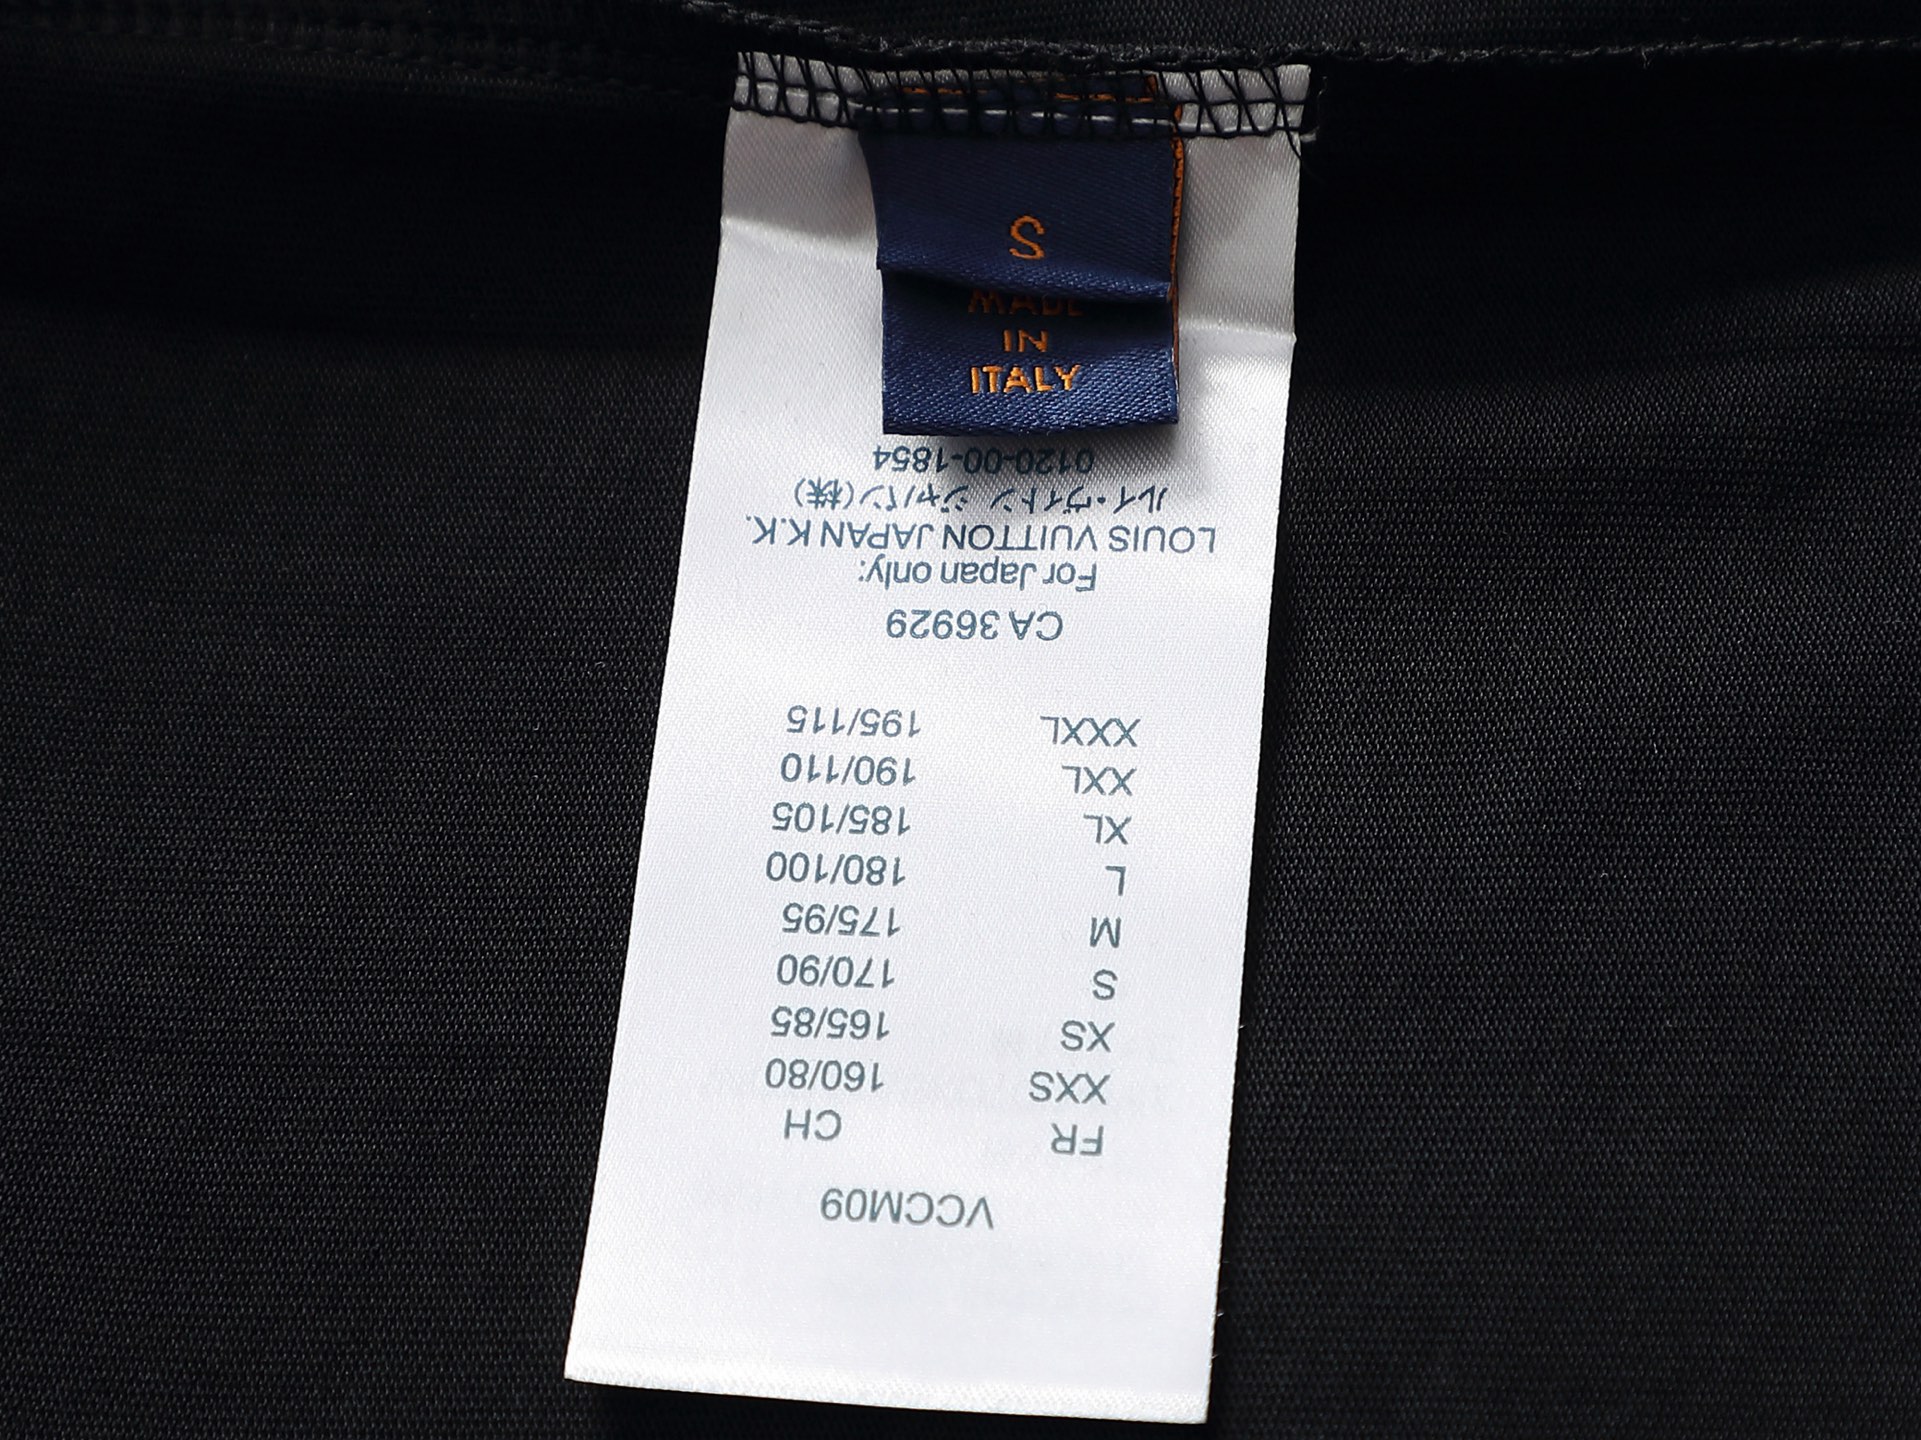 S
MADE
IN
ITALY
VCCM09
FR CH
XXS 160/80
XS 165/85
S 170/90
M 175/95
L 180/100
XL 185/105
XXL 190/110
XXXL 195/115
CA 36929
For Japan only:
LOUIS VUITTON JAPAN K.K.
ルイ・ヴィトン ジャパン(株)
0120-00-1854